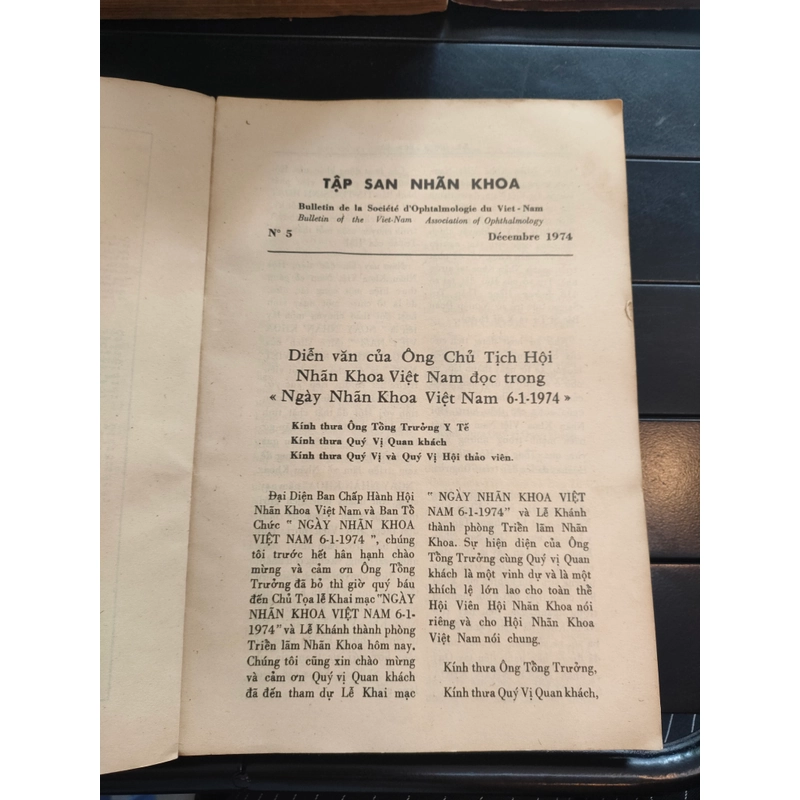 TẬP SAN NHÃN KHOA
Bulletin de la Société d'Ophtalmologie du Viet - Nam
Bulletin of the Viet-Nam Association of Ophthalmology
N° 5
Décembre 1974
Diễn văn của Ông Chủ Tịch Hội
Nhãn Khoa Việt Nam đọc trong
« Ngày Nhãn Khoa Việt Nam 6-1-1974 »
Kính thưa Ông Tổng Trưởng Y Tế
Kính thưa Quý Vị Quan khách
Kính thưa Quý Vị và Quý Vị Hội thảo viên.
Đại Diện Ban Chấp Hành Hội
Nhãn Khoa Việt Nam và Ban Tổ
Chức " NGÀY NHÃN KHOA
VIỆT NAM 6-1-1974 ", chúng
tôi trước hết hân hạnh chào
mừng và cảm ơn Ông Tổng
Trưởng đã bỏ thì giờ quý báu
đến Chủ Tọa lễ Khai mạc "NGÀY
NHÃN KHOA VIỆT NAM 6-1-
1974" và Lễ Khánh thành phòng
Triển lãm Nhãn Khoa hôm nay.
Chúng tôi cũng xin chào mừng
và cảm ơn Quý vị Quan khách
đã đến tham dự Lễ Khai mạc
" NGÀY NHÃN KHOA VIỆT
NAM 6-1-1974" và Lễ Khánh
thành phòng Triển lãm Nhãn
Khoa. Sự hiện diện của Ông
Tổng Trưởng cùng Quý vị Quan
khách là một vinh dự và là một
khích lệ lớn lao cho toàn thể
Hội Viên Hội Nhãn Khoa nói
riêng và cho Hội Nhãn Khoa
Việt Nam nói chung.
Kính thưa Ông Tổng Trưởng,
Kính thưa Quý Vị Quan khách,